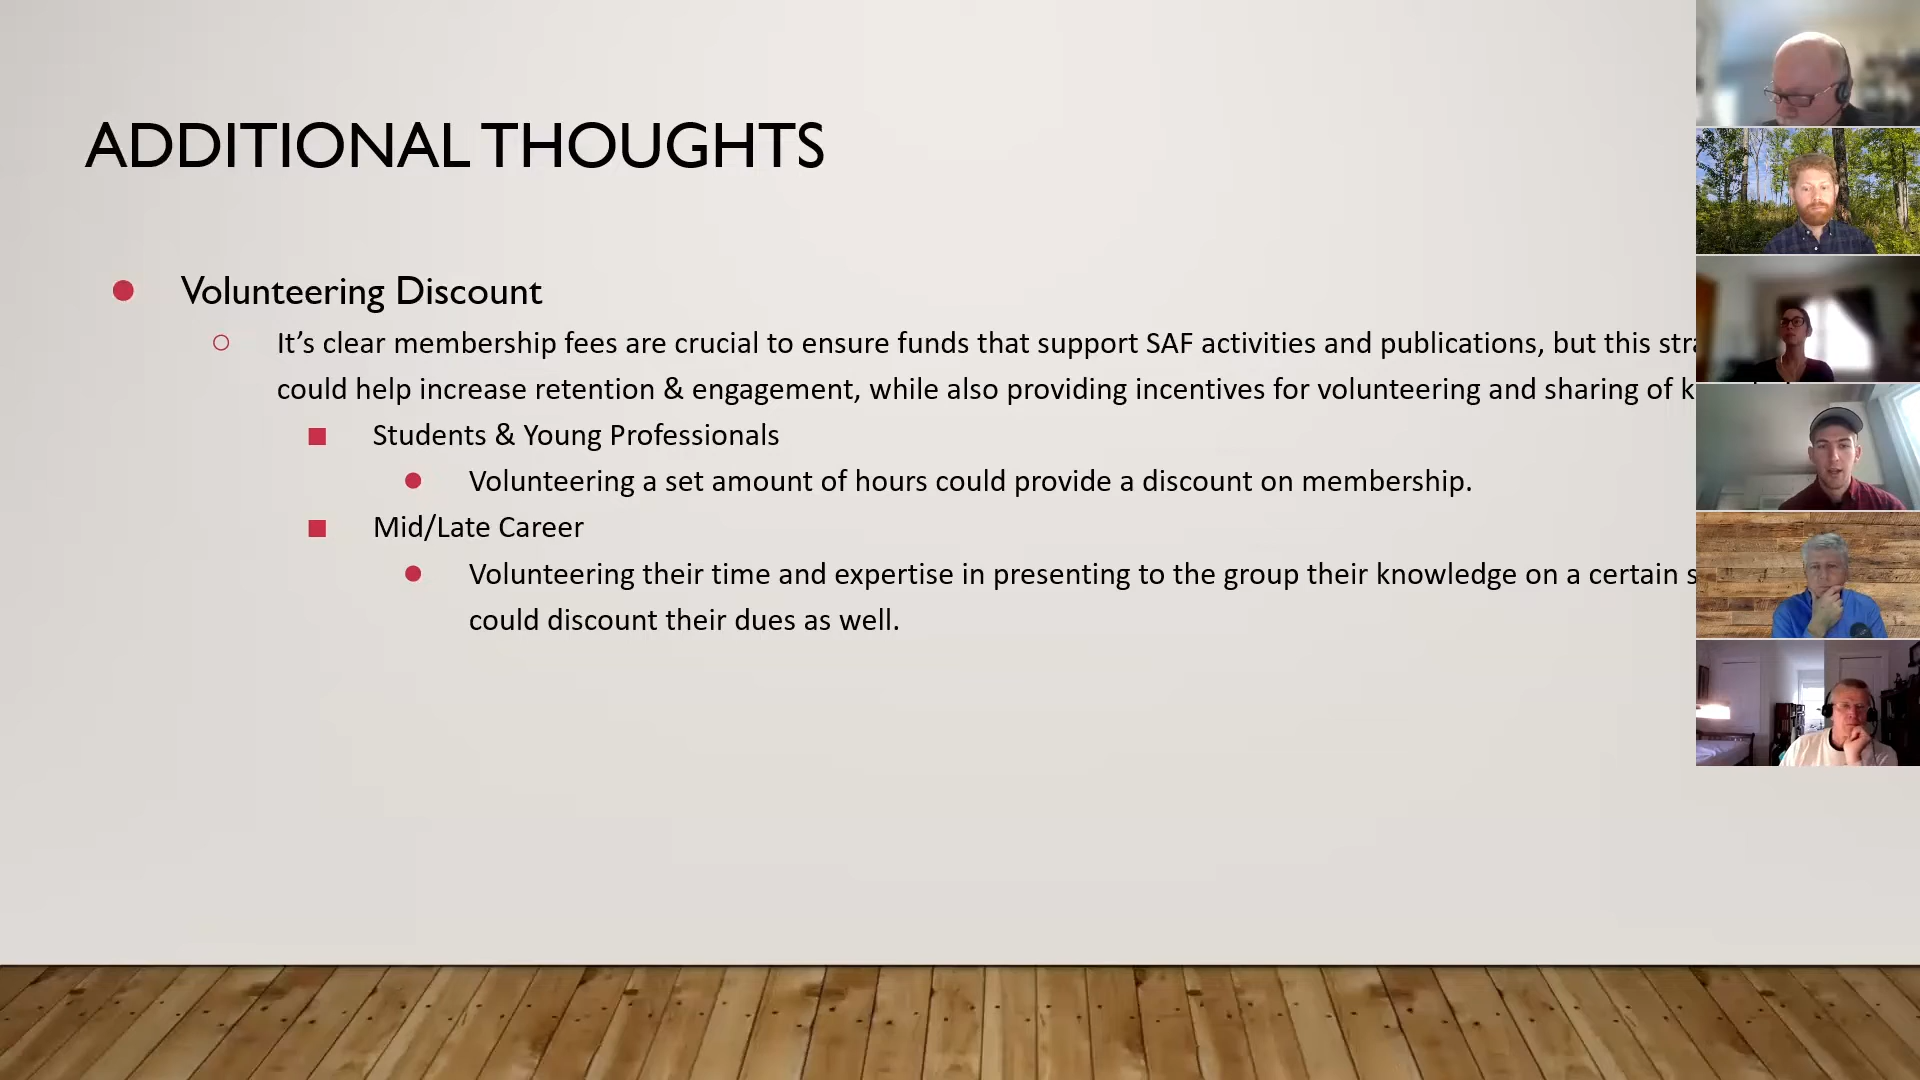 ADDITIONAL THOUGHTS
Volunteering Discount
It’s clear membership fees are crucial to ensure funds that support SAF activities and publications, but this
could help increase retention & engagement, while also providing incentives for volunteering and sharing of
Students & Young Professionals
Volunteering a set amount of hours could provide a discount on membership.
Mid/Late Career
Volunteering their time and expertise in presenting to the group their knowledge on a certain
could discount their dues as well.